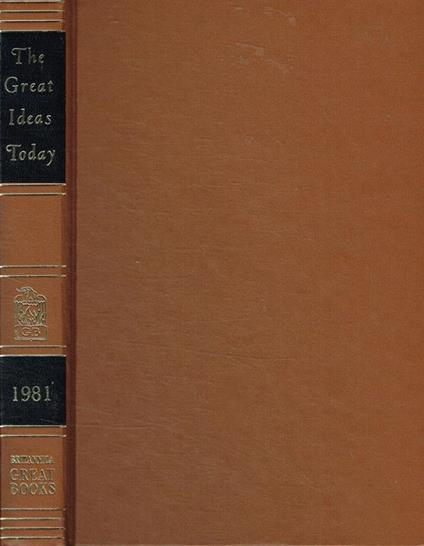 The
Great
Ideas
Today
GB
1981
BRITANNICA
GREAT
BOOKS